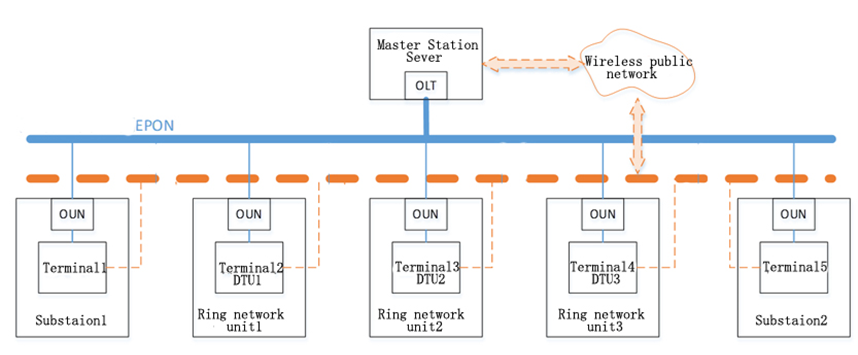 Master Station
Sever
OLT
Wireless public
network
EPON
OUN
OUN
OUN
OUN
OUN
Terminal1
Terminal2
DTU1
Terminal3
DTU2
Terminal4
DTU3
Terminal5
Substaion1
Ring network
unit1
Ring network
unit2
Ring network
unit3
Substaion2